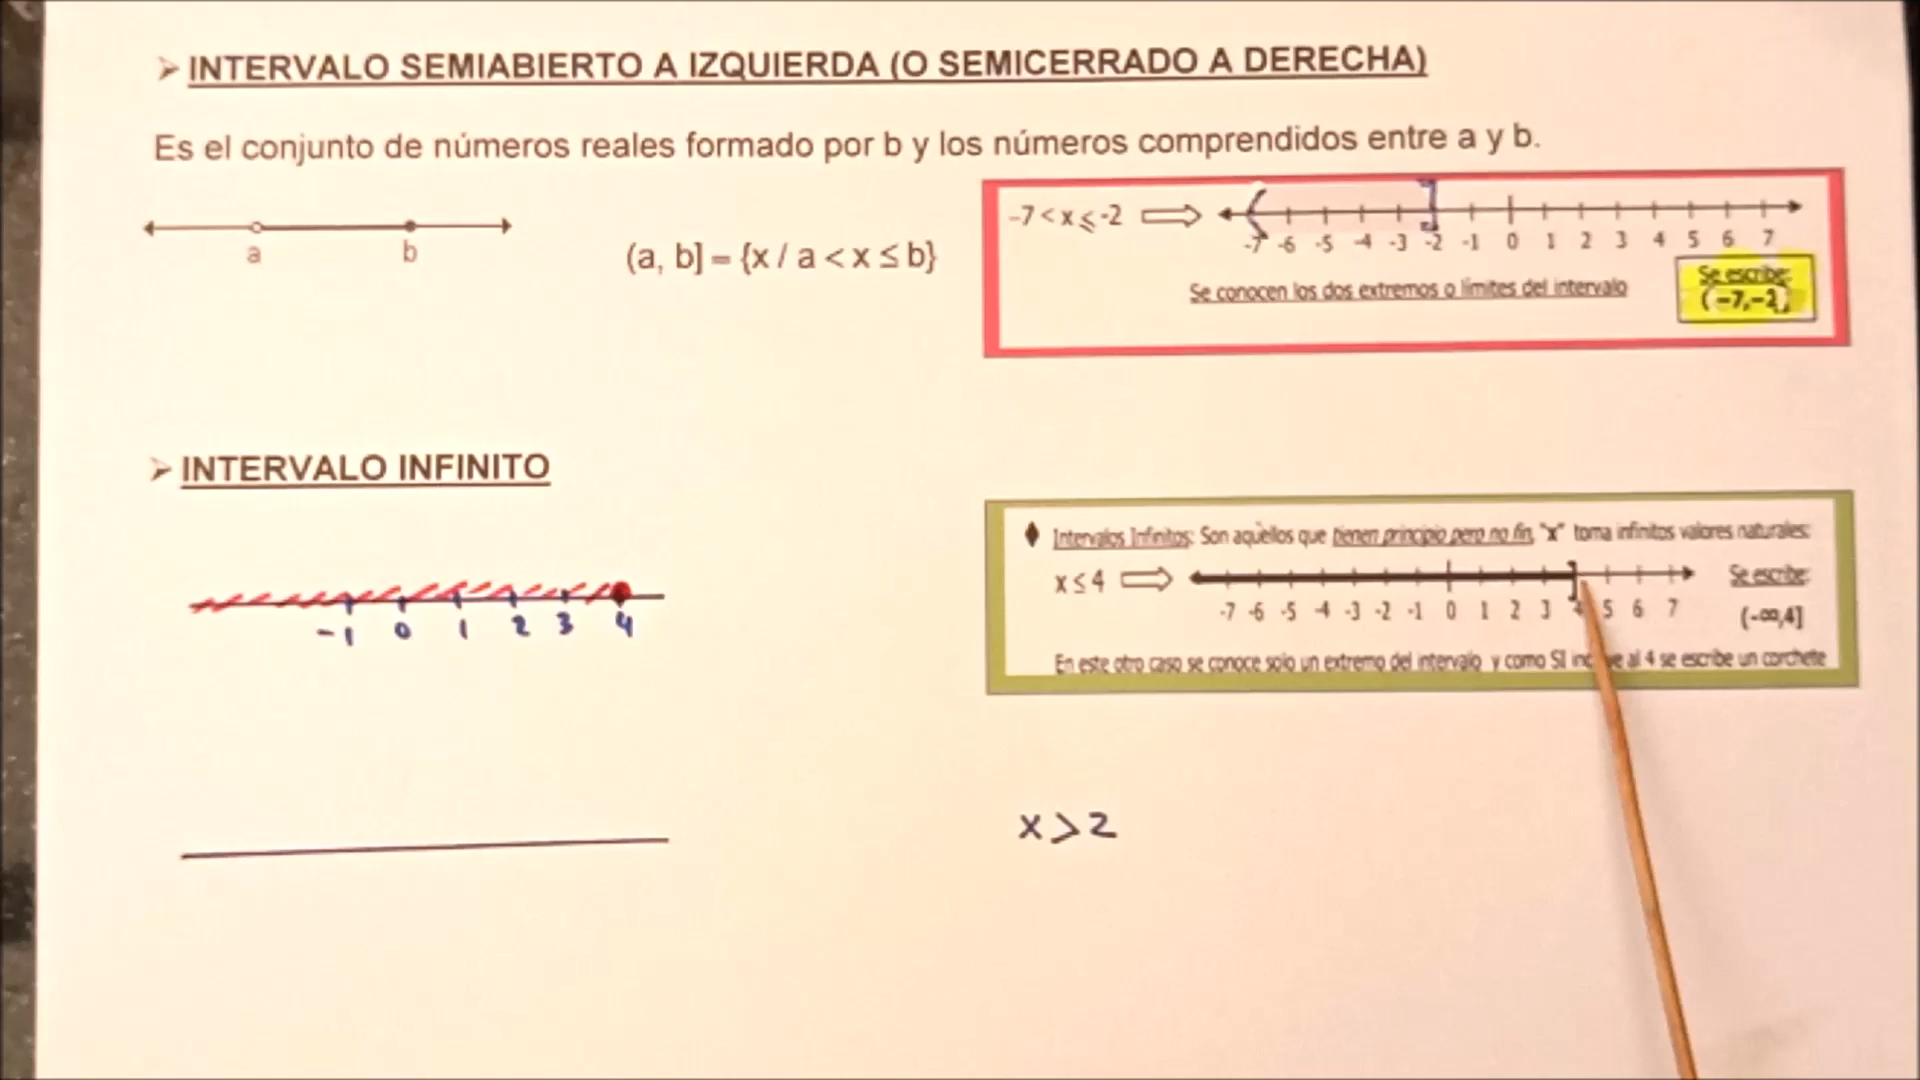 ➢ INTERVALO SEMIABIERTO A IZQUIERDA (O SEMICERRADO A DERECHA)
Es el conjunto de números reales formado por b y los números comprendidos entre a y b.
a b
(a, b] = {x / a < x ≤ b}
-7 < x ⩽ -2
-7 -6 -5 -4 -3 -2 -1 0 1 2 3 4 5 6 7
Se conocen los dos extremos o límites del intervalo
Se escribe:
(-7,-2]
➢ INTERVALO INFINITO
-1 0 1 2 3 4
Intervalos Infinitos: Son aquellos que tienen principio pero no fin, "x" toma infinitos valores naturales:
x ≤ 4
-7 -6 -5 -4 -3 -2 -1 0 1 2 3 4 5 6 7
Se escribe:
(-∞,4]
En este otro caso se conoce solo un extremo del intervalo y como SI incluye al 4 se escribe un corchete
x > 2